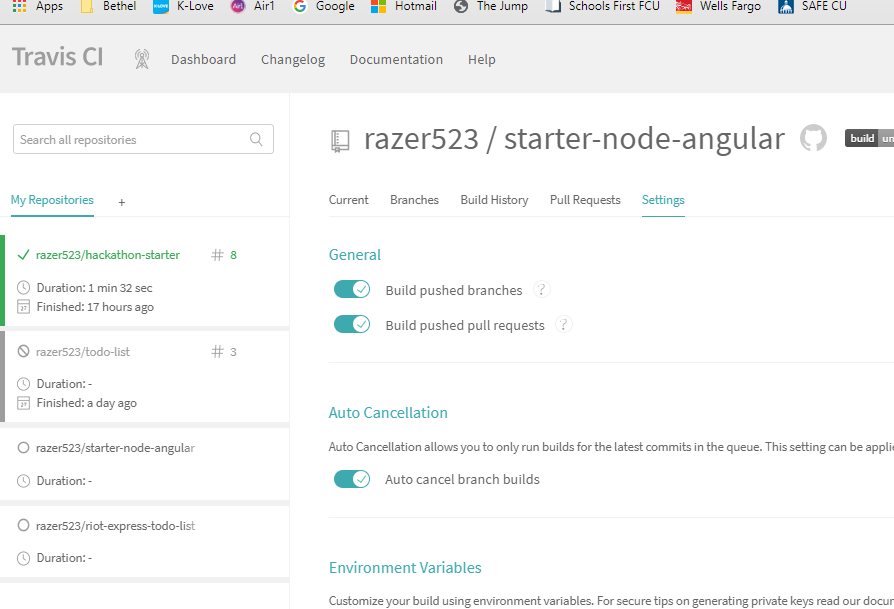 Apps Bethel K-Love Air1 Google Hotmail The Jump Schools First FCU Wells Fargo SAFE CU
Travis CI Dashboard Changelog Documentation Help
Search all repositories
razer523 / starter-node-angular build
My Repositories +
Current Branches Build History Pull Requests Settings
razer523/hackathon-starter # 8
Duration: 1 min 32 sec
Finished: 17 hours ago
razer523/todo-list # 3
Duration: -
Finished: a day ago
razer523/starter-node-angular
Duration: -
razer523/riot-express-todo-list
Duration: -
General
Build pushed branches ?
Build pushed pull requests ?
Auto Cancellation
Auto Cancellation allows you to only run builds for the latest commits in the queue. This setting can be
Auto cancel branch builds
Environment Variables
Customize your build using environment variables. For secure tips on generating private keys read our